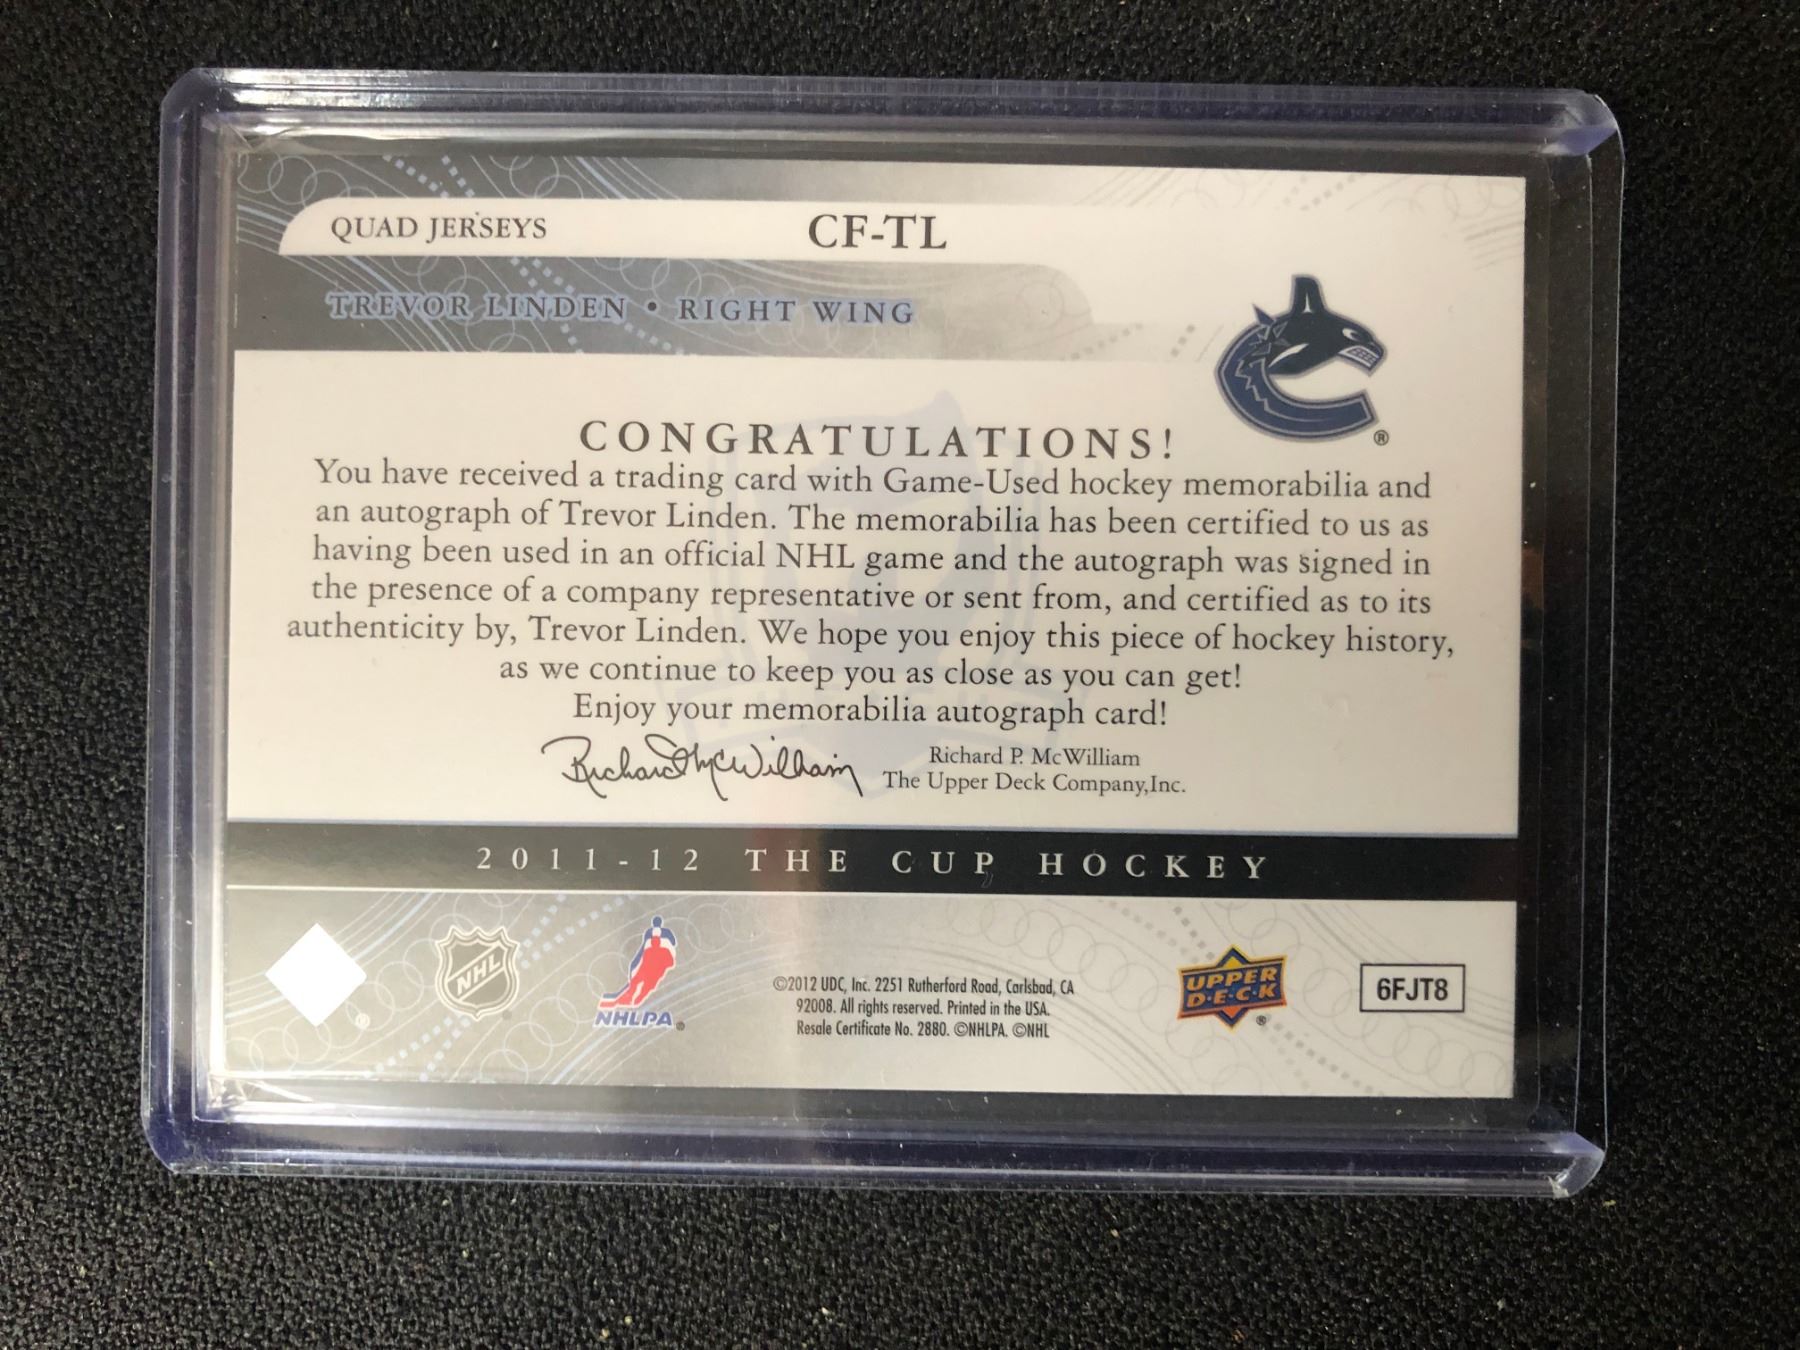 QUAD JERSEYS CF-TL
TREVOR LINDEN • RIGHT WING
®
CONGRATULATIONS!
You have received a trading card with Game-Used hockey memorabilia and
an autograph of Trevor Linden. The memorabilia has been certified to us as
having been used in an official NHL game and the autograph was signed in
the presence of a company representative or sent from, and certified as to its
authenticity by, Trevor Linden. We hope you enjoy this piece of hockey history,
as we continue to keep you as close as you can get!
Enjoy your memorabilia autograph card!
Richard McWilliam
Richard P. McWilliam
The Upper Deck Company,Inc.
2011-12 THE CUP HOCKEY
NHL
NHLPA®
©2012 UDC, Inc. 2251 Rutherford Road, Carlsbad, CA
92008. All rights reserved. Printed in the USA.
Resale Certificate No. 2880. ©NHLPA. ©NHL
UPPER
D·E·C·K
®
6FJT8